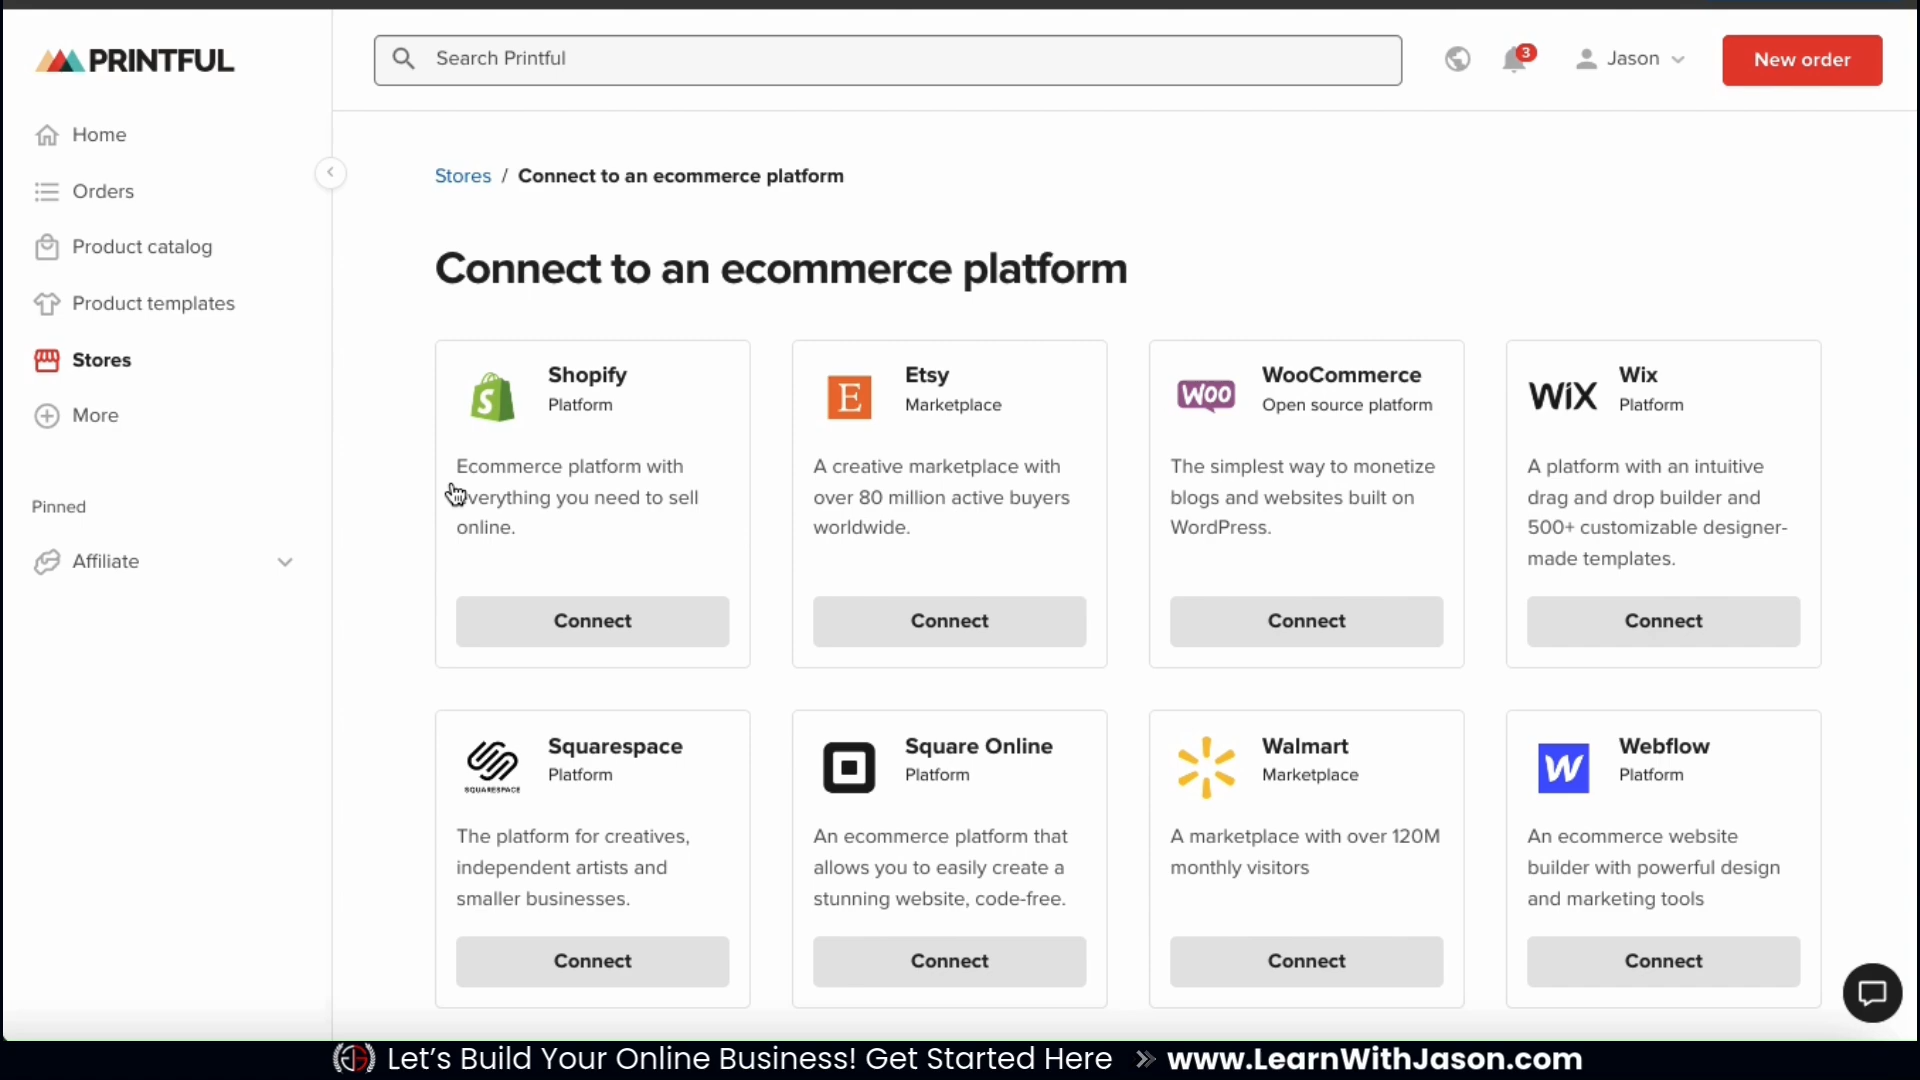 PRINTFUL
Search Printful
3
Jason
New order
Home
Orders
Product catalog
Product templates
Stores
More
Pinned
Affiliate
Stores / Connect to an ecommerce platform
Connect to an ecommerce platform
Shopify
Platform
Ecommerce platform with
everything you need to sell
online.
Connect
Etsy
Marketplace
A creative marketplace with
over 80 million active buyers
worldwide.
Connect
WOO
WooCommerce
Open source platform
The simplest way to monetize
blogs and websites built on
WordPress.
Connect
WiX
Wix
Platform
A platform with an intuitive
drag and drop builder and
500+ customizable designer-
made templates.
Connect
SQUARESPACE
Squarespace
Platform
The platform for creatives,
independent artists and
smaller businesses.
Connect
Square Online
Platform
An ecommerce platform that
allows you to easily create a
stunning website, code-free.
Connect
Walmart
Marketplace
A marketplace with over 120M
monthly visitors
Connect
Webflow
Platform
An ecommerce website
builder with powerful design
and marketing tools
Connect
Let's Build Your Online Business! Get Started Here » www.LearnWithJason.com